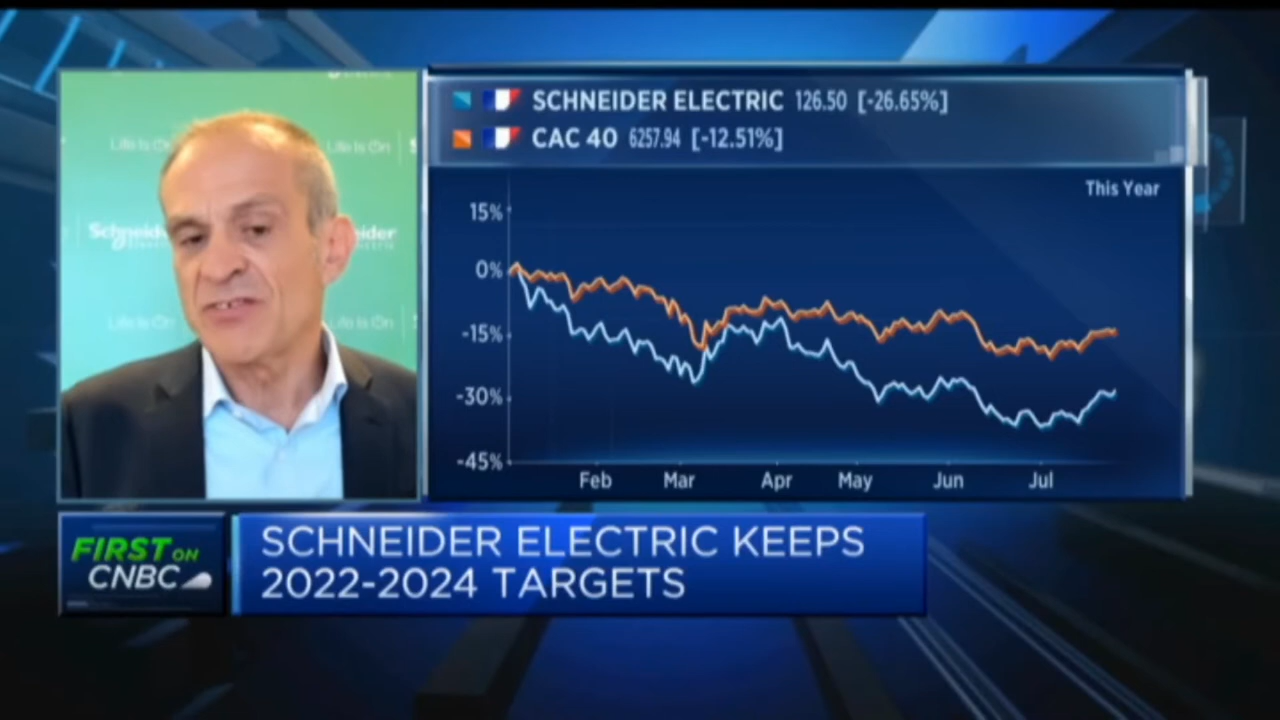 Life Is On
Life Is On
Schneid
eider
Life Is On
Life Is On
SCHNEIDER ELECTRIC 126.50 [-26.65%]
CAC 40 6257.94 [-12.51%]
This Year
15%
0%
-15%
-30%
-45%
Feb Mar Apr May Jun Jul
FIRST ON
CNBC
SCHNEIDER ELECTRIC KEEPS
2022-2024 TARGETS